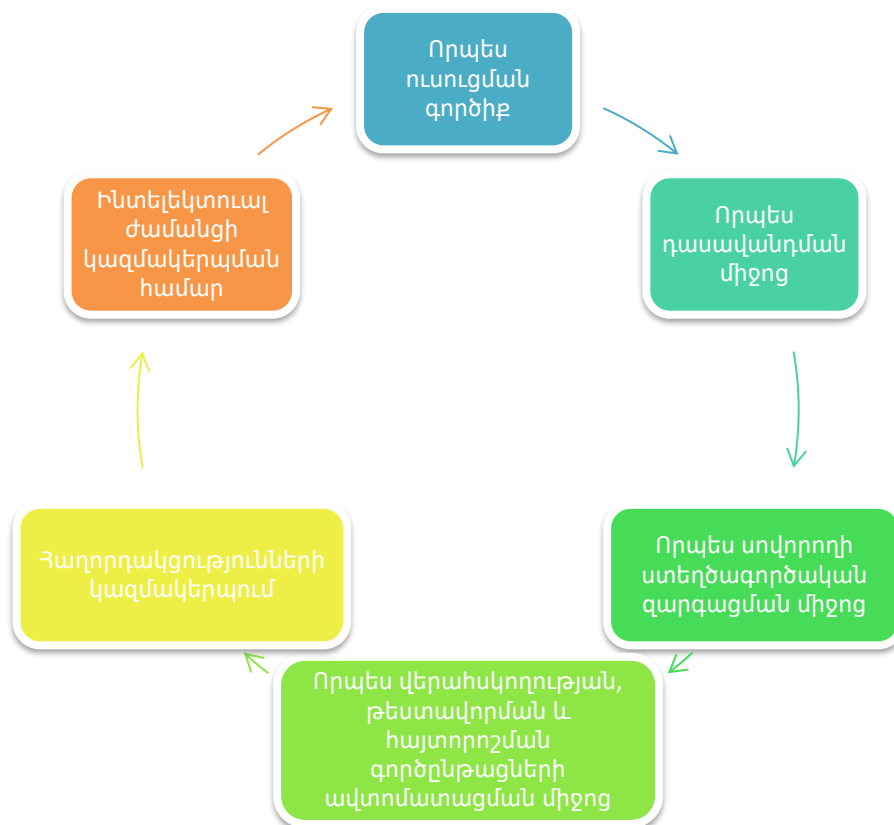 Որպես
ուսուցման
գործիք
Որպես
դասավանդման
միջոց
Որպես սովորողի
ստեղծագործական
զարգացման միջոց
Որպես վերահսկողության,
թեստավորման և
հայտորոշման
գործընթացների
ավտոմատացման միջոց
Հաղորդակցությունների
կազմակերպում
Ինտելեկտուալ
ժամանցի
կազմակերպման
համար